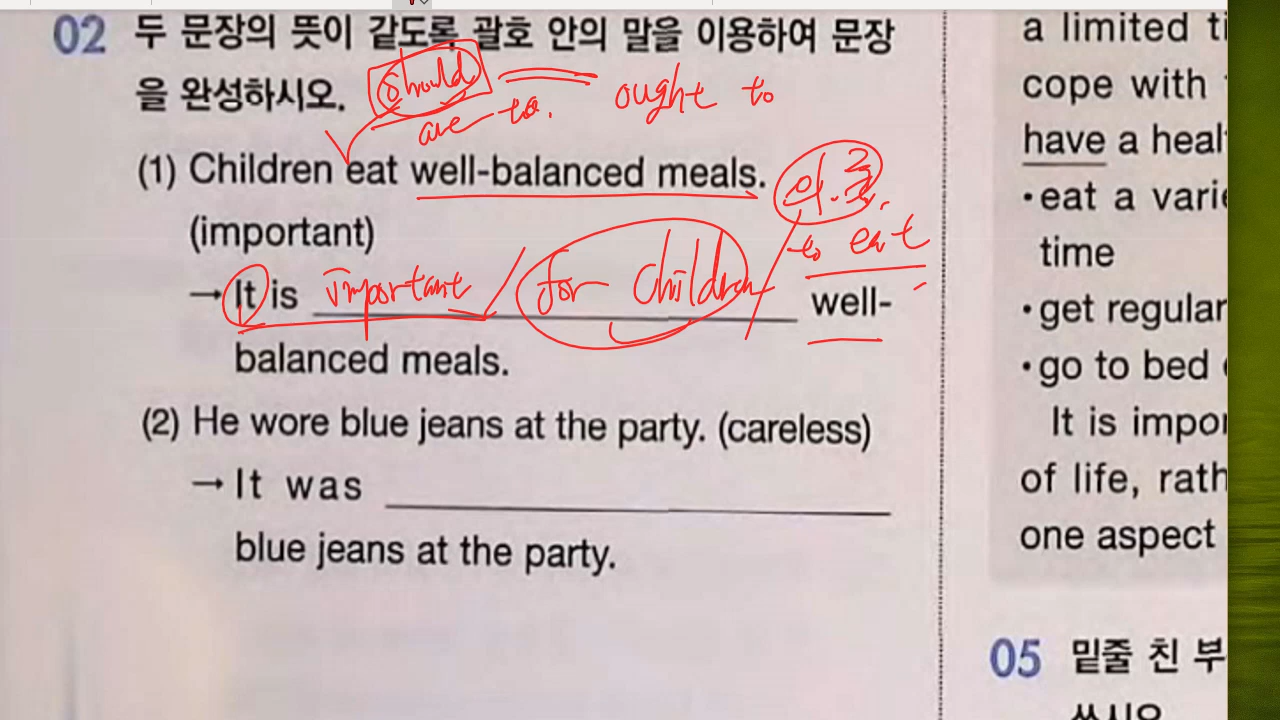 02 두 문장의 뜻이 같도록 괄호 안의 말을 이용하여 문장
을 완성하시오.
should
are to. ought to
(1) Children eat well-balanced meals.
(important)
to eat
→ It is important for children well-
balanced meals.
(2) He wore blue jeans at the party. (careless)
→ It was
blue jeans at the party.
a limited ti
cope with
have a heal
•eat a varie
time
•get regular
•go to bed
It is impor
of life, rath
one aspect
05 밑줄 친 부
쓰시오